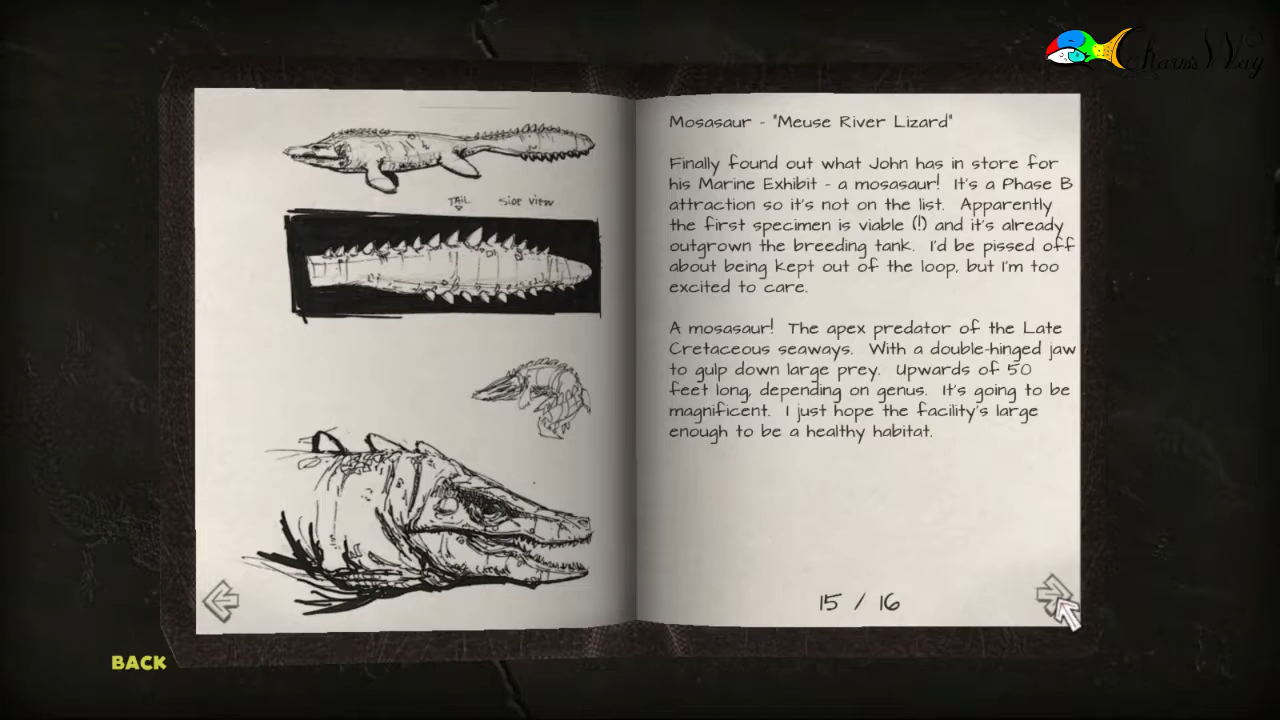 Charm's Way
TAIL Side view
Mosasaur - "Meuse River Lizard"
Finally found out what John has in store for
his Marine Exhibit - a mosasaur! It's a Phase B
attraction so it's not on the list. Apparently
the first specimen is viable (!) and it's already
outgrown the breeding tank. I'd be pissed off
about being kept out of the loop, but I'm too
excited to care.
A mosasaur! The apex predator of the Late
Cretaceous seaways. With a double-hinged jaw
to gulp down large prey. Upwards of 50
feet long, depending on genus. It's going to be
magnificent. I just hope the facility's large
enough to be a healthy habitat.
15 / 16
BACK